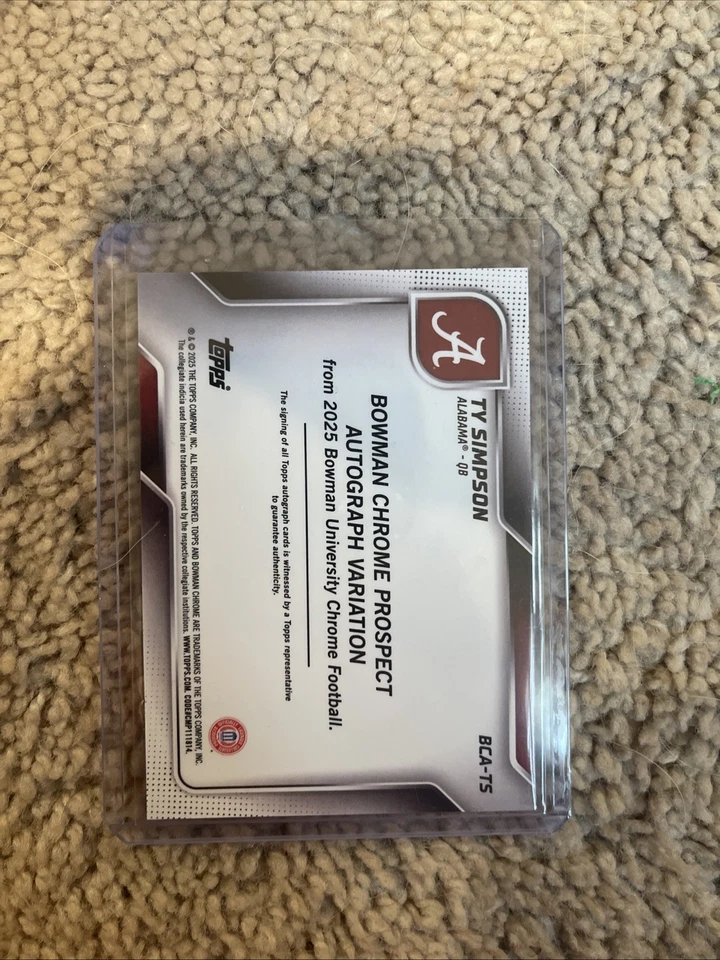 TY SIMPSON
ALABAMA® - QB
BCA-TS
BOWMAN CHROME PROSPECT
AUTOGRAPH VARIATION
from 2025 Bowman University Chrome Football.
The signing of all Topps autograph cards is witnessed by a Topps representative
to guarantee authenticity.
topps
® & © 2025 THE TOPPS COMPANY, INC. ALL RIGHTS RESERVED. TOPPS AND BOWMAN CHROME ARE TRADEMARKS OF THE TOPPS COMPANY, INC.
The collegiate indicia used herein are trademarks owned by the respective collegiate institutions. WWW.TOPPS.COM. CODE#CMP111814.